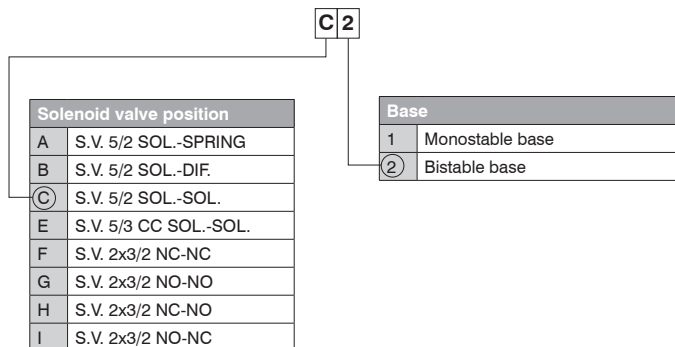 C 2
Solenoid valve position
A S.V. 5/2 SOL.-SPRING
B S.V. 5/2 SOL.-DIF.
C S.V. 5/2 SOL.-SOL.
E S.V. 5/3 CC SOL.-SOL.
F S.V. 2x3/2 NC-NC
G S.V. 2x3/2 NO-NO
H S.V. 2x3/2 NC-NO
I S.V. 2x3/2 NO-NC
Base
1 Monostable base
2 Bistable base